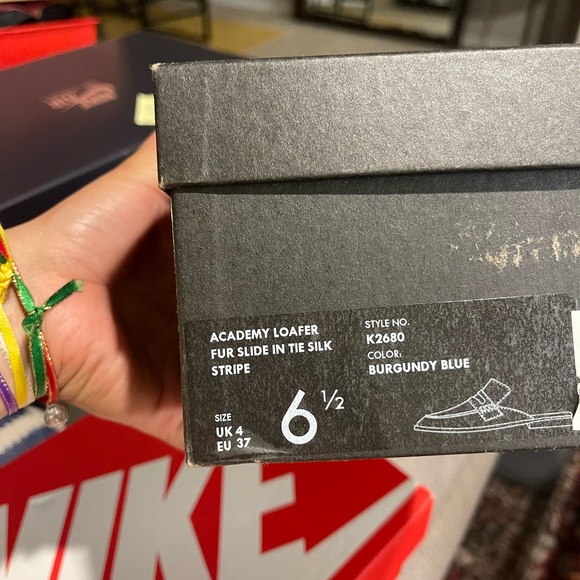 ACADEMY LOAFER
FUR SLIDE IN TIE SILK
STRIPE
STYLE NO.
K2680
COLOR:
BURGUNDY BLUE
SIZE
UK 4
EU 37
6 ½
NIKE